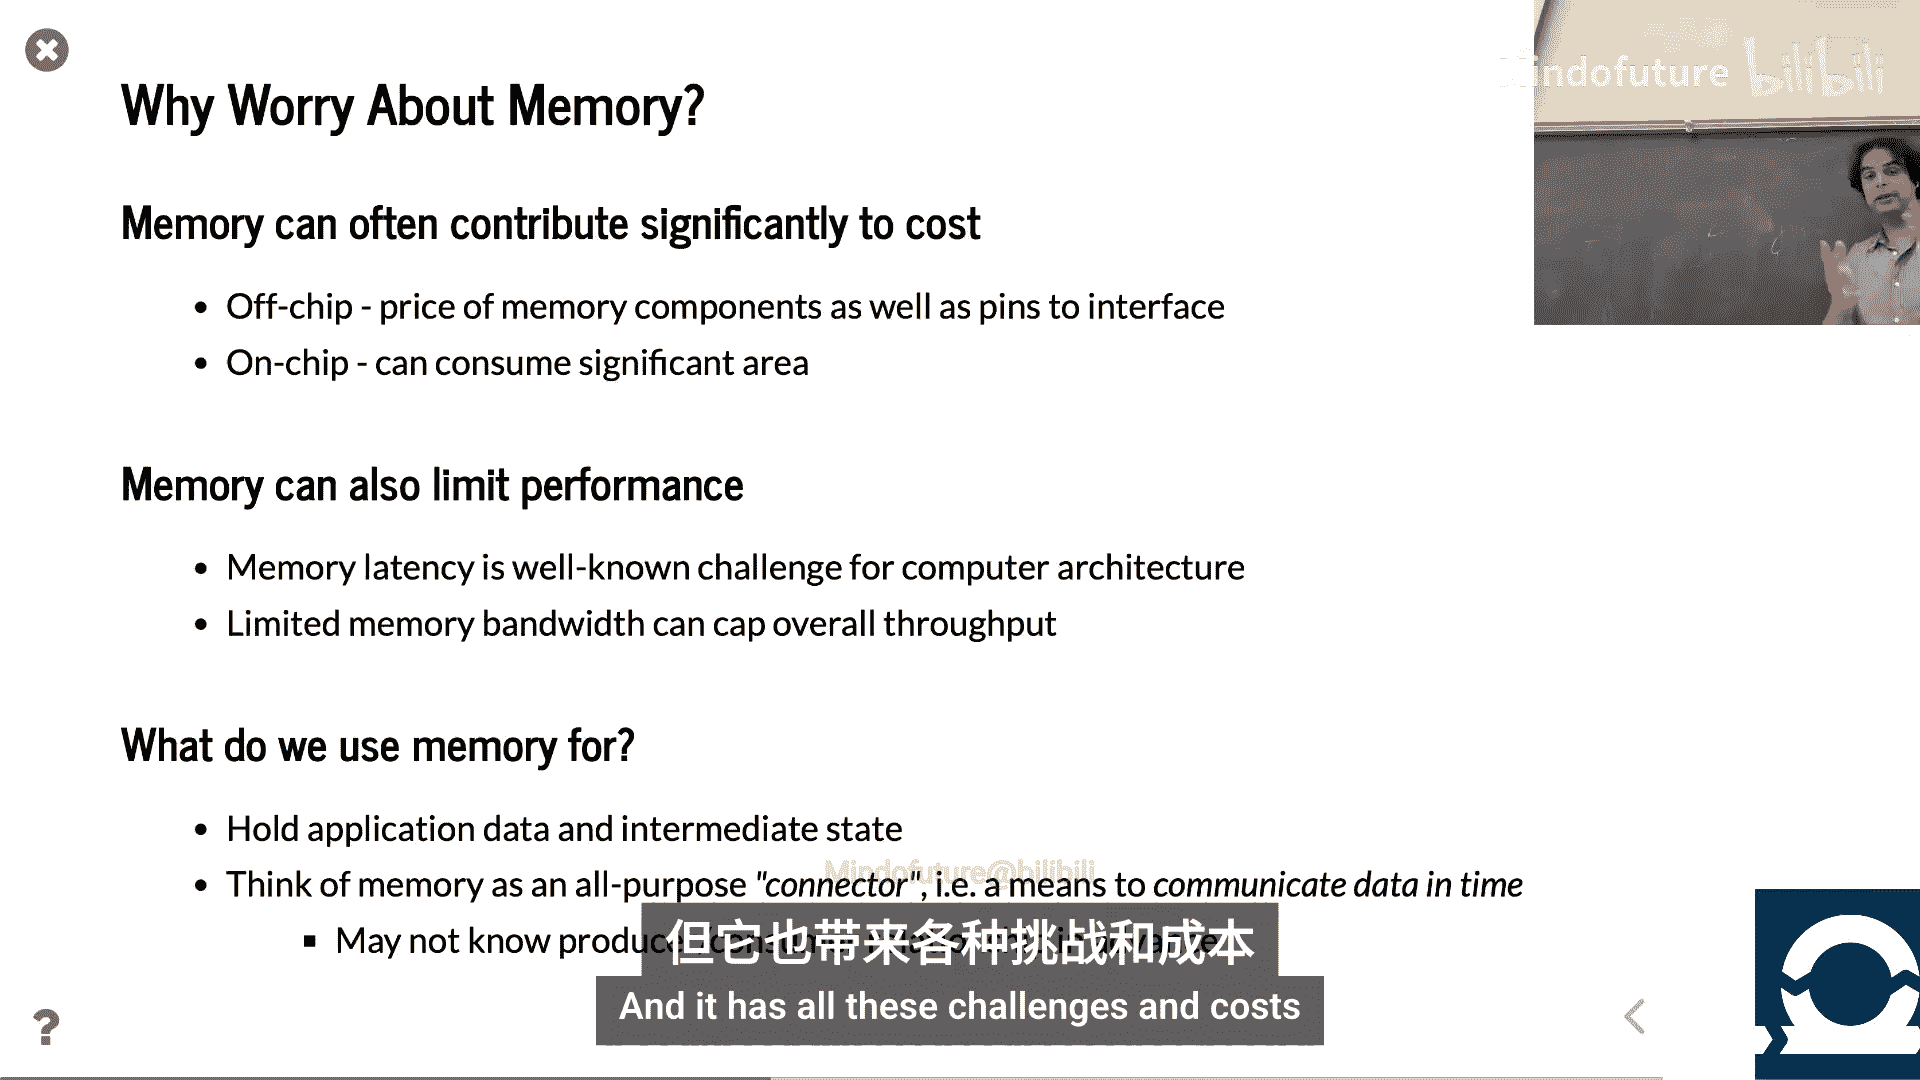 Why Worry About Memory?
indofuture bilibili
Memory can often contribute significantly to cost
Off-chip - price of memory components as well as pins to interface
On-chip - can consume significant area
Memory can also limit performance
Memory latency is well-known challenge for computer architecture
Limited memory bandwidth can cap overall throughput
What do we use memory for?
Hold application data and intermediate state
Mindofuture@bilibili
Think of memory as an all-purpose "connector", i.e. a means to communicate data in time
May not know
但它也带来各种挑战和成本
And it has all these challenges and costs
?